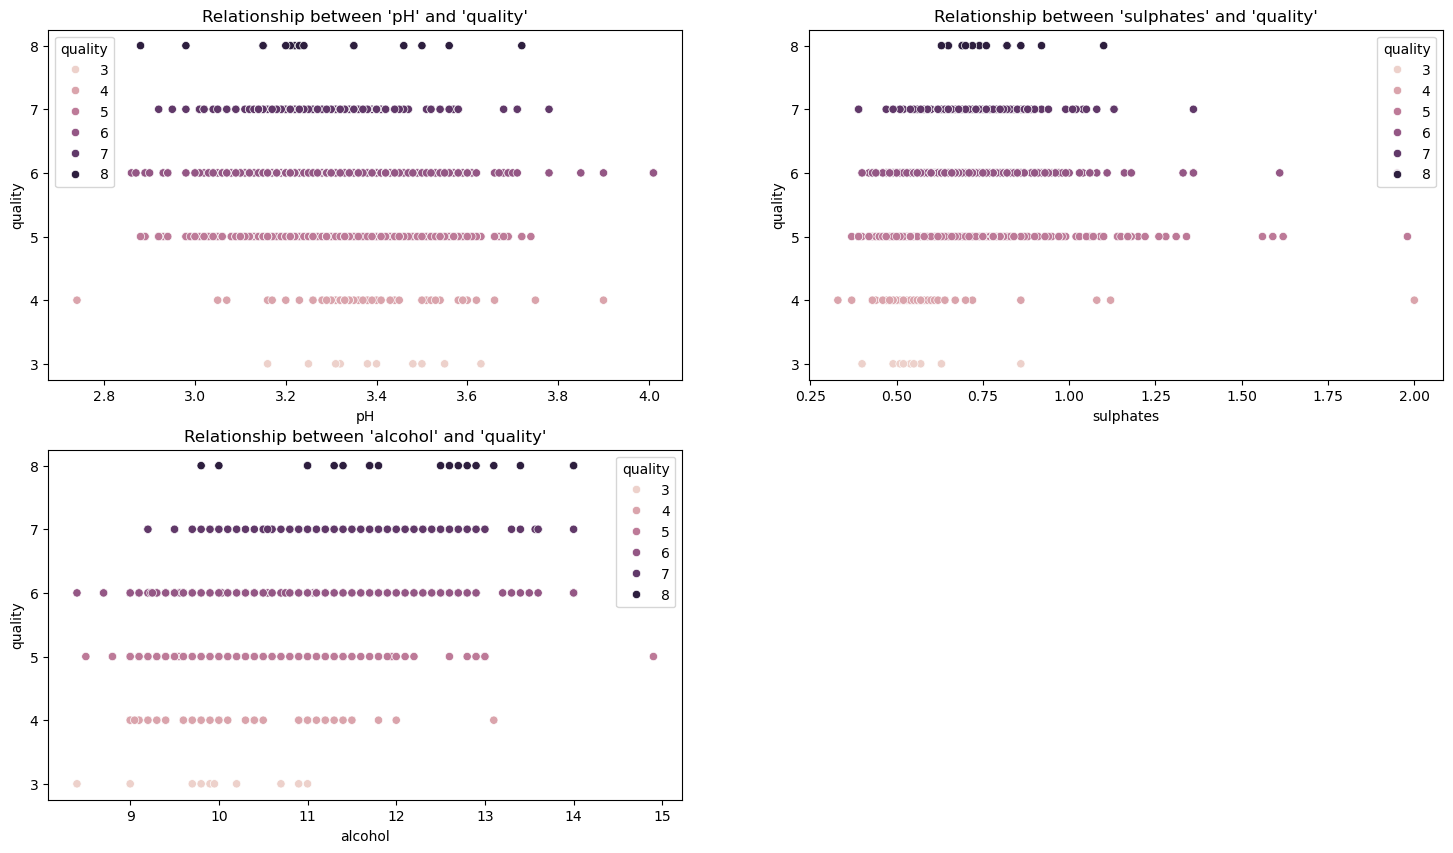 Relationship between 'pH' and 'quality'
quality
8
7
6
5
4
3
quality
3
4
5
6
7
8
2.8 3.0 3.2 3.4 3.6 3.8 4.0
pH
Relationship between 'sulphates' and 'quality'
quality
8
7
6
5
4
3
quality
3
4
5
6
7
8
0.25 0.50 0.75 1.00 1.25 1.50 1.75 2.00
sulphates
Relationship between 'alcohol' and 'quality'
quality
8
7
6
5
4
3
quality
3
4
5
6
7
8
9 10 11 12 13 14 15
alcohol